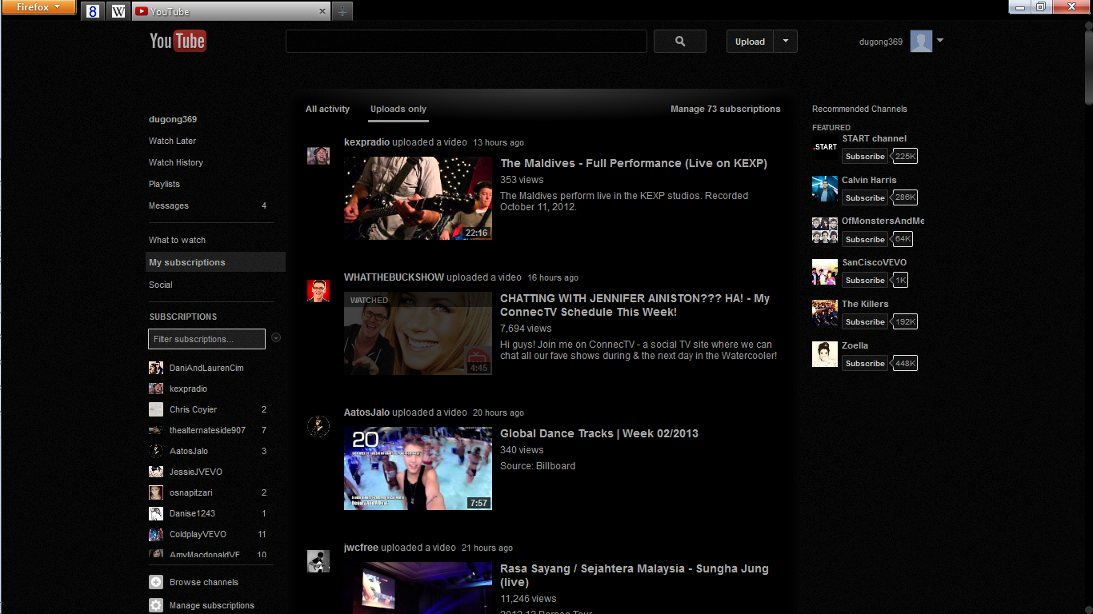 Firefox
8
W
YouTube
YouTube
Upload
dugong369
dugong369
Watch Later
Watch History
Playlists
Messages 4
What to watch
My subscriptions
Social
SUBSCRIPTIONS
Filter subscriptions...
DaniAndLaurenCim
kexpradio
Chris Coyier 2
thealternateside907 7
AatosJalo 3
JessieJVEVO
osnapitzari 2
Danise1243 1
ColdplayVEVO 11
AmyMacdonaldVE 10
Browse channels
Manage subscriptions
All activity
Uploads only
Manage 73 subscriptions
kexpradio uploaded a video 13 hours ago
22:16
The Maldives - Full Performance (Live on KEXP)
353 views
The Maldives perform live in the KEXP studios. Recorded
October 11, 2012.
WHATTHEBUCKSHOW uploaded a video 16 hours ago
WATCHED
4:45
CHATTING WITH JENNIFER AINISTON??? HA! - My
ConnecTV Schedule This Week!
7,694 views
Hi guys! Join me on ConnecTV - a social TV site where we can
chat all our fave shows during & the next day in the Watercooler!
AatosJalo uploaded a video 20 hours ago
20
7:57
Global Dance Tracks | Week 02/2013
340 views
Source: Billboard
jwcfree uploaded a video 21 hours ago
Rasa Sayang / Sejahtera Malaysia - Sungha Jung
(live)
11,246 views
2012.12 Borneo Tour
Recommended Channels
FEATURED
.START
START channel
Subscribe 225K
Calvin Harris
Subscribe 286K
OfMonstersAndMe
Subscribe 64K
SanCiscoVEVO
Subscribe 1K
The Killers
Subscribe 192K
Zoella
Subscribe 448K